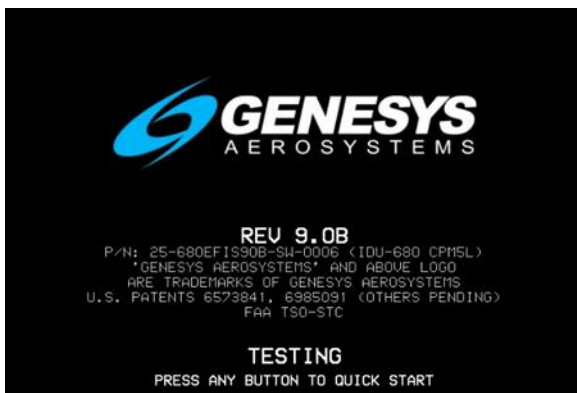 GENESYS
AEROSYSTEMS
REV 9.0B
P/N: 25-680EFIS90B-SW-0006 (IDU-680 CPM5L)
'GENESYS AEROSYSTEMS' AND ABOVE LOGO
ARE TRADEMARKS OF GENESYS AEROSYSTEMS
U.S. PATENTS 6573841, 6985091 (OTHERS PENDING)
FAA TSO-STC
TESTING
PRESS ANY BUTTON TO QUICK START